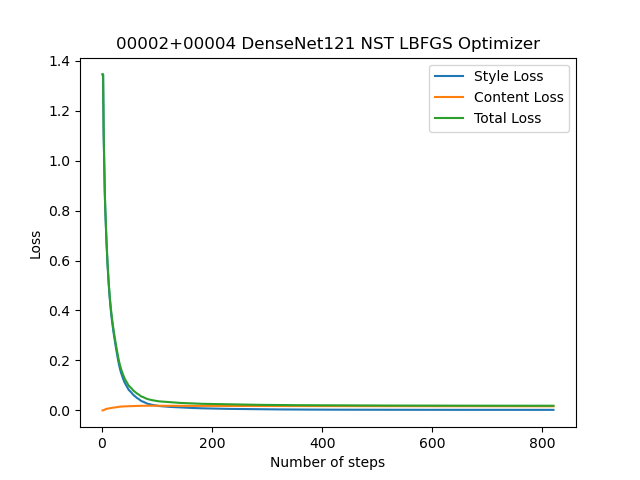 00002+00004 DenseNet121 NST LBFGS Optimizer
Style Loss
Content Loss
Total Loss
Loss
1.4
1.2
1.0
0.8
0.6
0.4
0.2
0.0
0 200 400 600 800
Number of steps